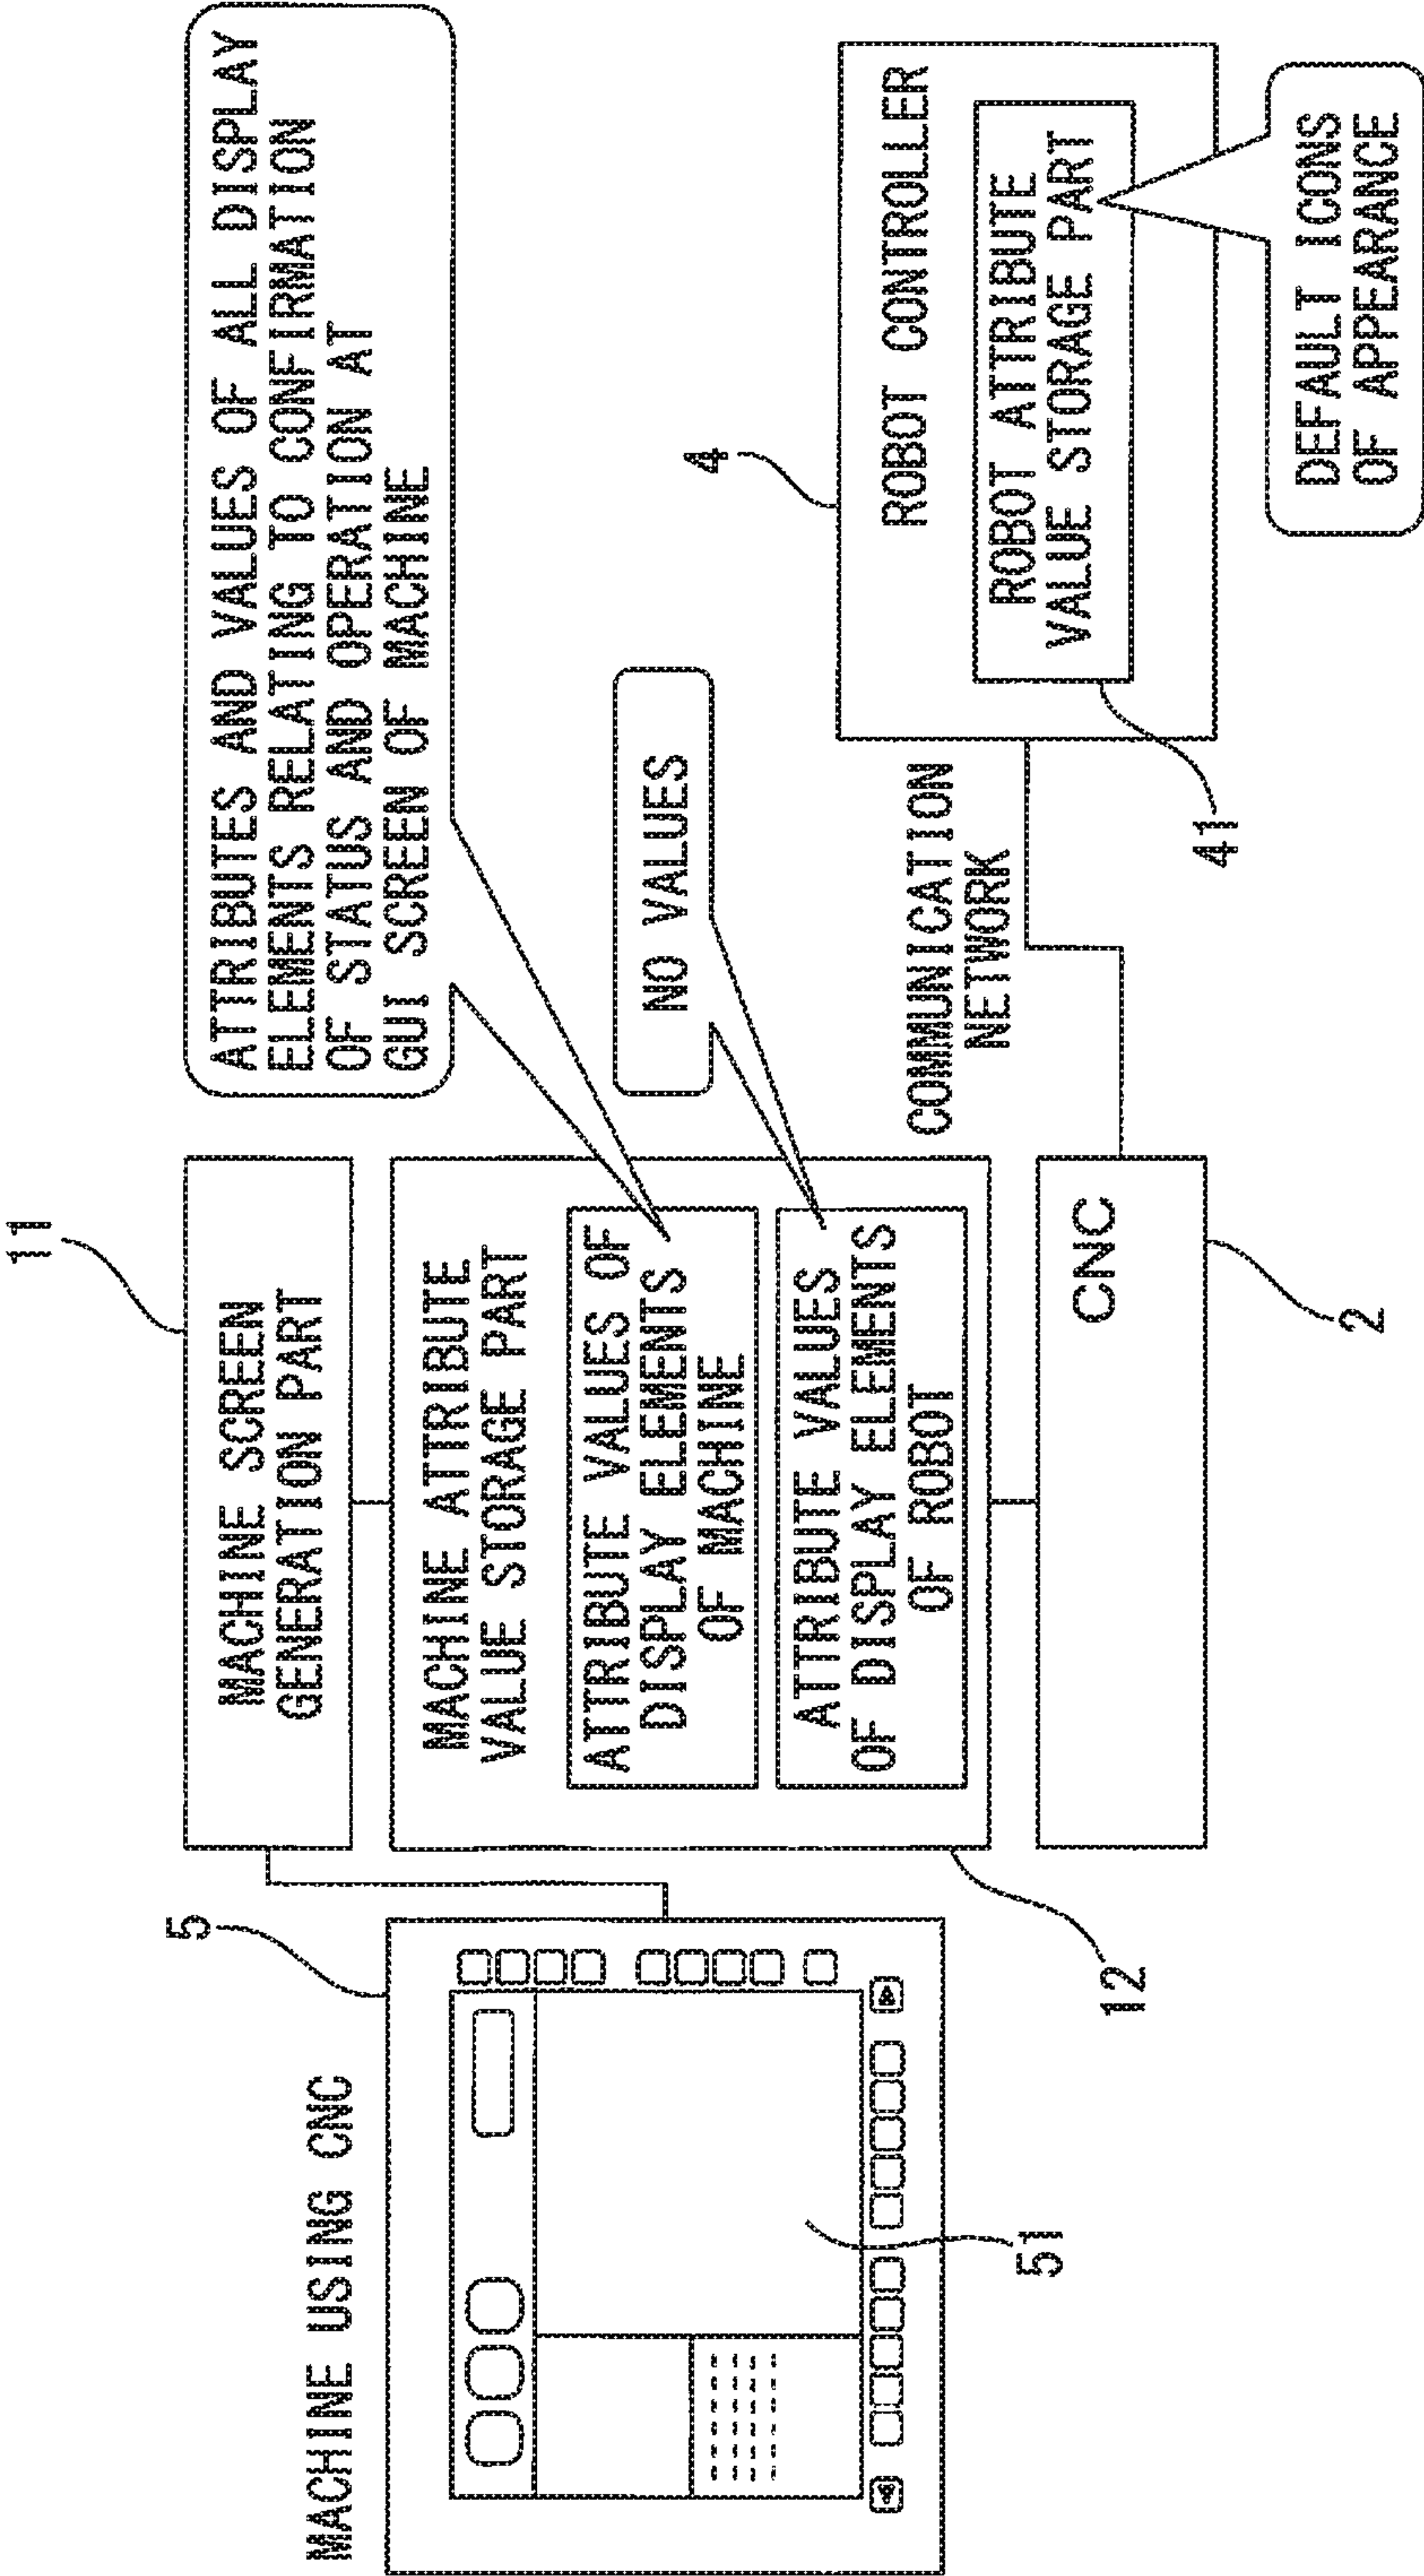 MACHINE USING CNC
5
51
11
MACHINE SCREEN
GENERATION PART
MACHINE ATTRIBUTE
VALUE STORAGE PART
ATTRIBUTE VALUES OF
DISPLAY ELEMENTS
OF MACHINE
ATTRIBUTE VALUES
OF DISPLAY ELEMENTS
OF ROBOT
12
CNC
2
ATTRIBUTES AND VALUES OF ALL DISPLAY
ELEMENTS RELATING TO CONFIRMATION
OF STATUS AND OPERATION AT
GUI SCREEN OF MACHINE
NO VALUES
COMMUNICATION
NETWORK
4
ROBOT CONTROLLER
ROBOT ATTRIBUTE
VALUE STORAGE PART
41
DEFAULT ICONS
OF APPEARANCE